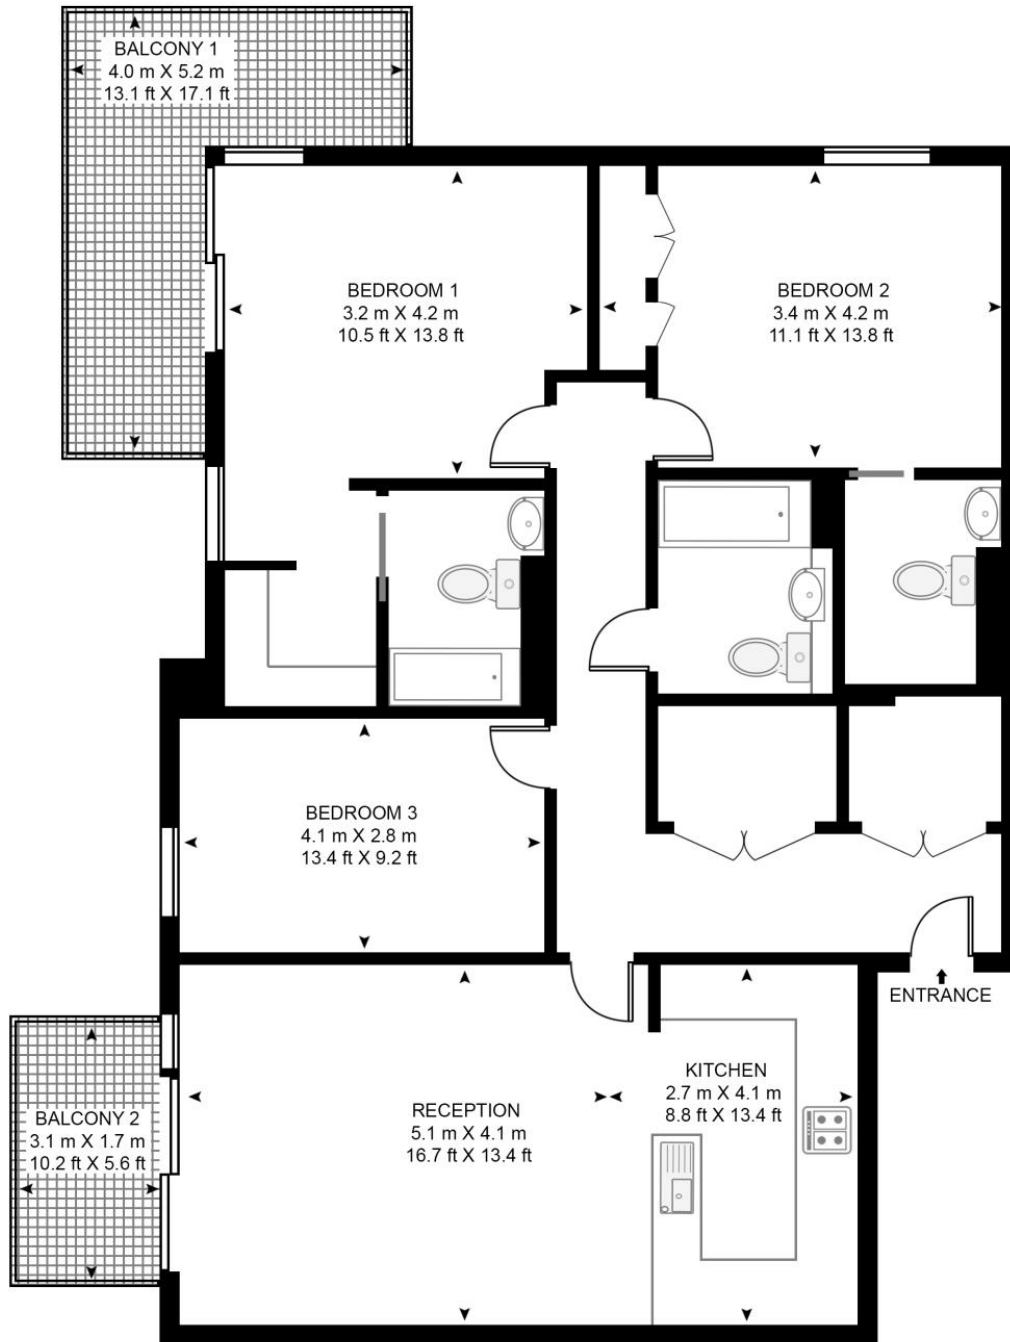 BALCONY 1
4.0 m X 5.2 m
13.1 ft X 17.1 ft
BEDROOM 1
3.2 m X 4.2 m
10.5 ft X 13.8 ft
BEDROOM 2
3.4 m X 4.2 m
11.1 ft X 13.8 ft
BEDROOM 3
4.1 m X 2.8 m
13.4 ft X 9.2 ft
ENTRANCE
RECEPTION
5.1 m X 4.1 m
16.7 ft X 13.4 ft
KITCHEN
2.7 m X 4.1 m
8.8 ft X 13.4 ft
BALCONY 2
3.1 m X 1.7 m
10.2 ft X 5.6 ft